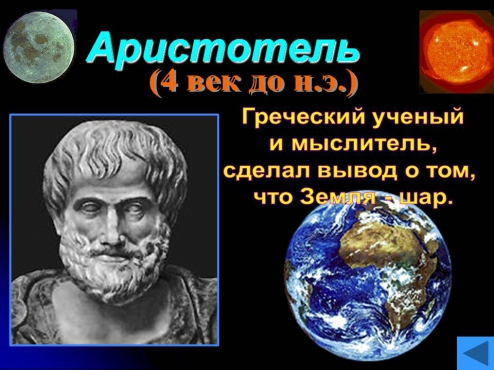 Аристотель
(4 век до н.э.)
Греческий ученый
и мыслитель,
сделал вывод о том,
что Земля - шар.